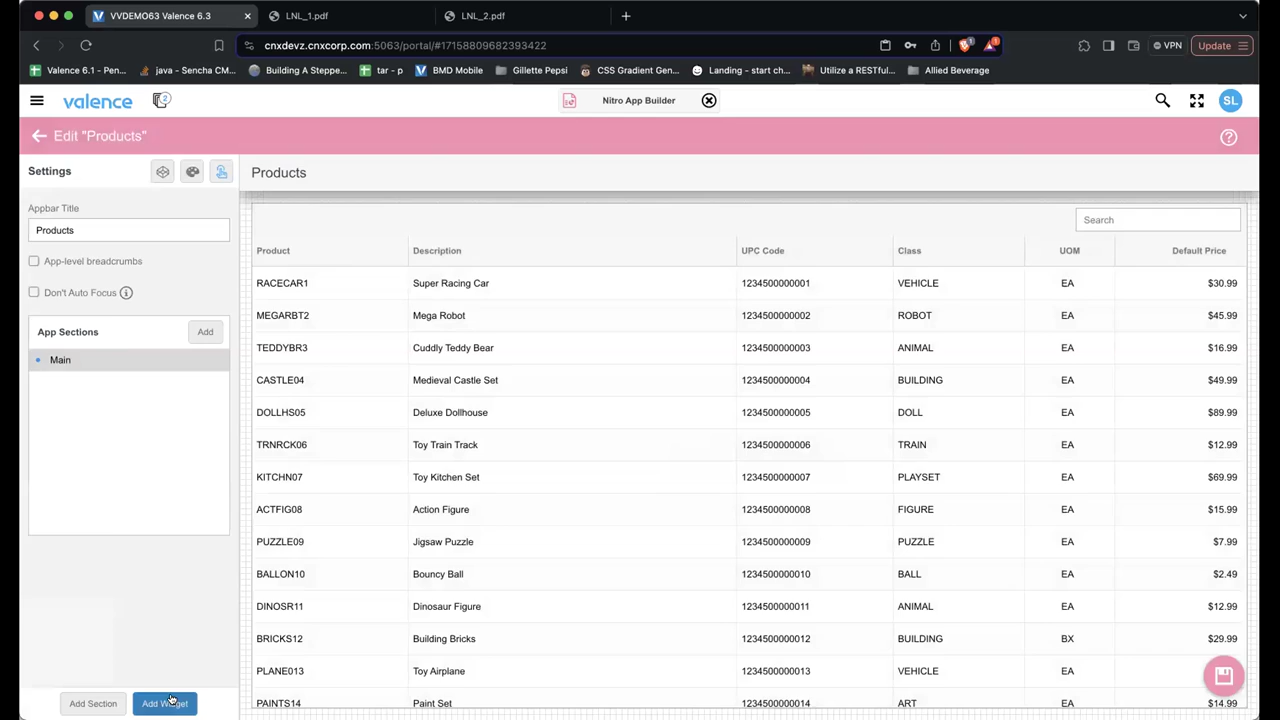 VVDEMO63 Valence 6.3
LNL_1.pdf
LNL_2.pdf
cnxdevz.cnxcorp.com:5063/portal/#17158809682393422
1
VPN
Update
Valence 6.1 - Pen...
java - Sencha CM...
Building A Steppe...
tar - p
BMD Mobile
Gillette Pepsi
CSS Gradient Gen...
Landing – start ch...
Utilize a RESTful...
Allied Beverage
valence
2
Nitro App Builder
SL
Edit "Products"
Settings
Products
Appbar Title
Products
App-level breadcrumbs
Don't Auto Focus
App Sections
Add
Main
Add Section
Add Widget
Search
Product Description UPC Code Class UOM Default Price
RACECAR1 Super Racing Car 1234500000001 VEHICLE EA $30.99
MEGARBT2 Mega Robot 1234500000002 ROBOT EA $45.99
TEDDYBR3 Cuddly Teddy Bear 1234500000003 ANIMAL EA $16.99
CASTLE04 Medieval Castle Set 1234500000004 BUILDING EA $49.99
DOLLHS05 Deluxe Dollhouse 1234500000005 DOLL EA $89.99
TRNRCK06 Toy Train Track 1234500000006 TRAIN EA $12.99
KITCHN07 Toy Kitchen Set 1234500000007 PLAYSET EA $69.99
ACTFIG08 Action Figure 1234500000008 FIGURE EA $15.99
PUZZLE09 Jigsaw Puzzle 1234500000009 PUZZLE EA $7.99
BALLON10 Bouncy Ball 1234500000010 BALL EA $2.49
DINOSR11 Dinosaur Figure 1234500000011 ANIMAL EA $12.99
BRICKS12 Building Bricks 1234500000012 BUILDING BX $29.99
PLANE013 Toy Airplane 1234500000013 VEHICLE EA
PAINTS14 Paint Set 1234500000014 ART EA $14.99